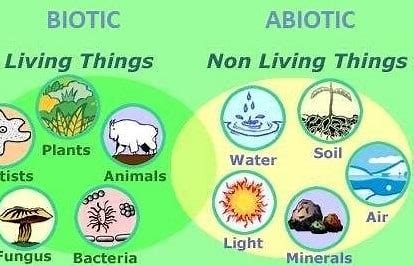 BIOTIC
ABIOTIC
Living Things
Non Living Things
Plants
tists
Animals
Fungus
Bacteria
Water
Soil
Air
Light
Minerals